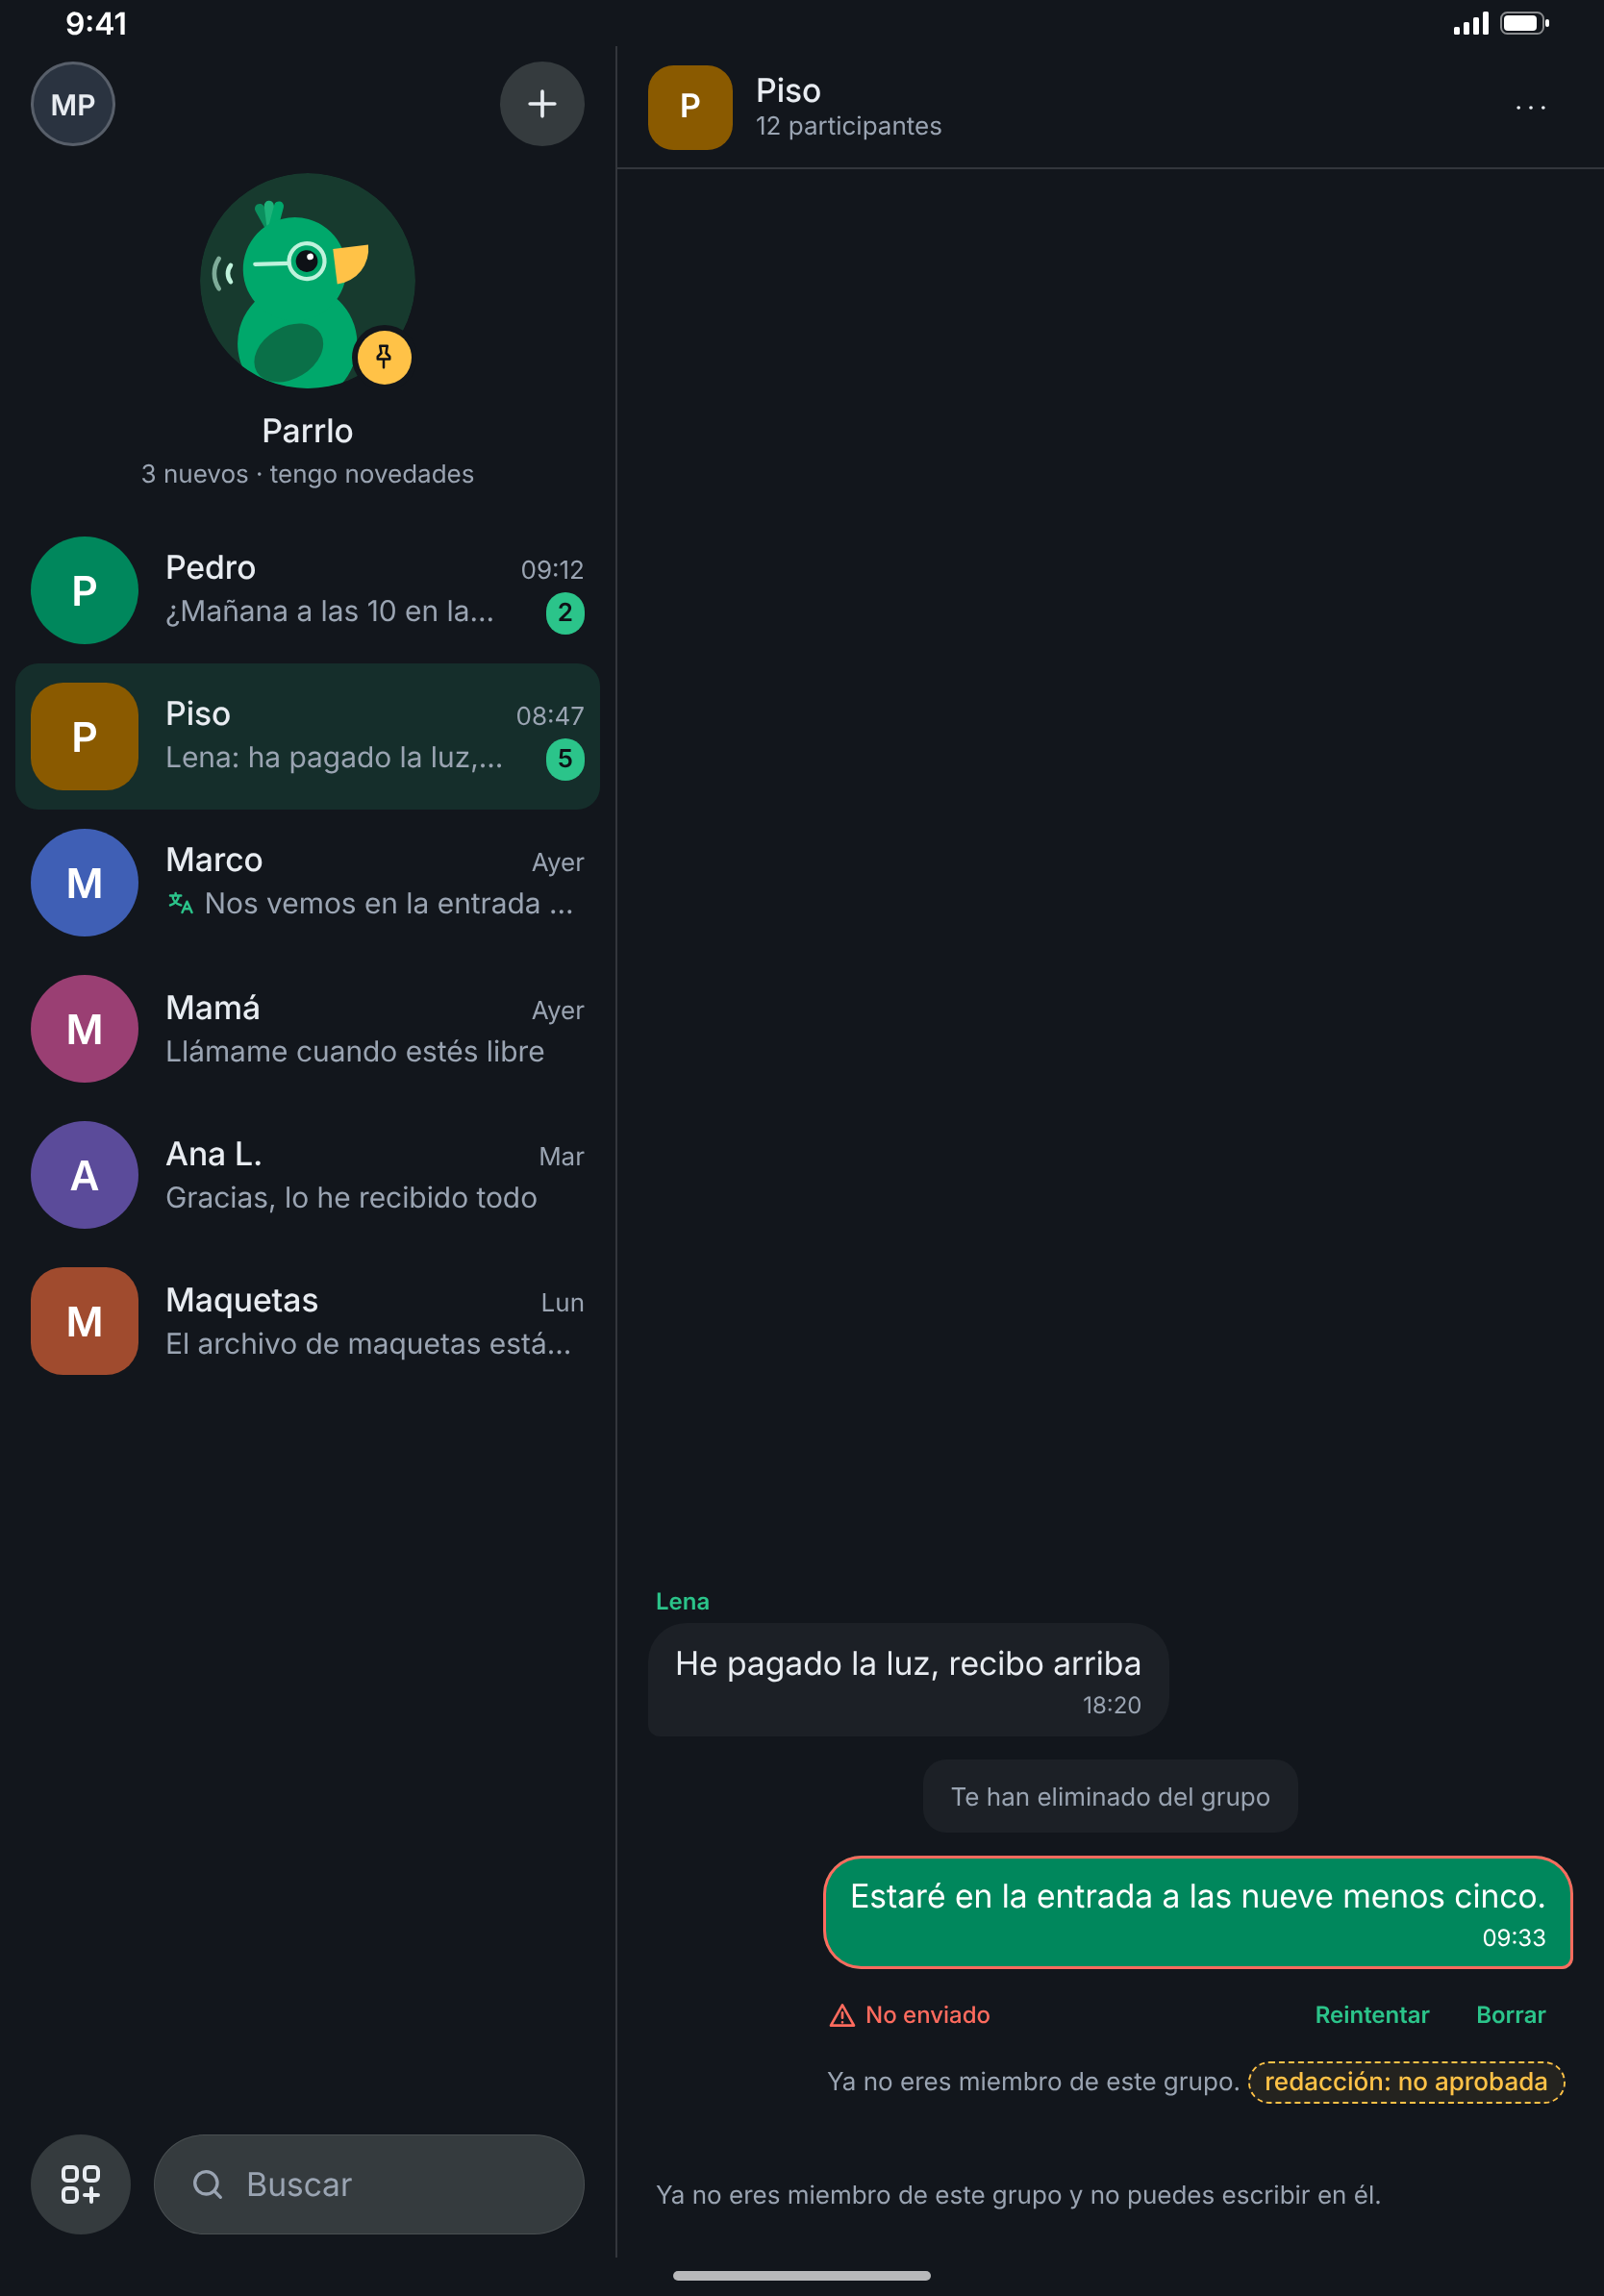 9:41
MP
Parrlo
3 nuevos · tengo novedades
P
Pedro
09:12
¿Mañana a las 10 en la...
2
P
Piso
08:47
Lena: ha pagado la luz,...
5
M
Marco
Ayer
Nos vemos en la entrada ...
M
Mamá
Ayer
Llámame cuando estés libre
A
Ana L.
Mar
Gracias, lo he recibido todo
M
Maquetas
Lun
El archivo de maquetas está...
Buscar
P
Piso
12 participantes
Lena
He pagado la luz, recibo arriba
18:20
Te han eliminado del grupo
Estaré en la entrada a las nueve menos cinco.
09:33
No enviado
Reintentar
Borrar
Ya no eres miembro de este grupo. redacción: no aprobada
Ya no eres miembro de este grupo y no puedes escribir en él.